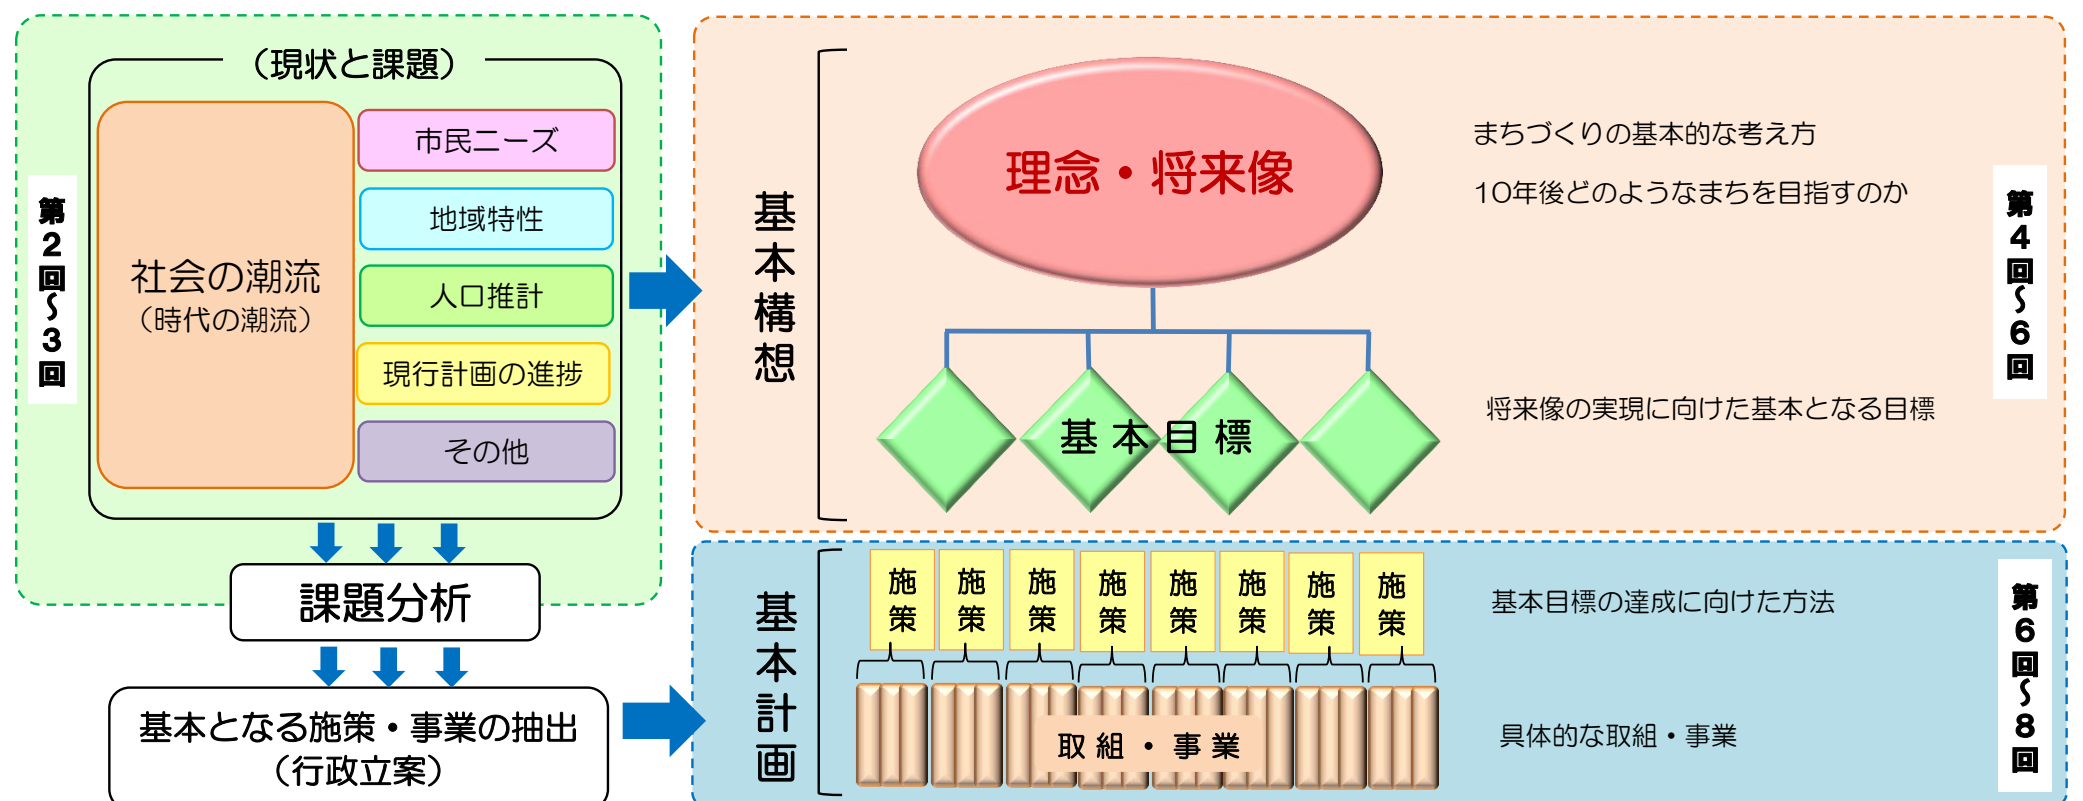 （現状と課題）
社会の潮流
（時代の潮流）
市民ニーズ
地域特性
人口推計
現行計画の進捗
その他
第２回～３回
課題分析
基本となる施策・事業の抽出
（行政立案）
基本構想
理念・将来像
まちづくりの基本的な考え方
10年後どのようなまちを目指すのか
基本目標
将来像の実現に向けた基本となる目標
第４回～６回
基本計画
施策
施策
施策
施策
施策
施策
施策
施策
基本目標の達成に向けた方法
取組・事業
具体的な取組・事業
第６回～８回